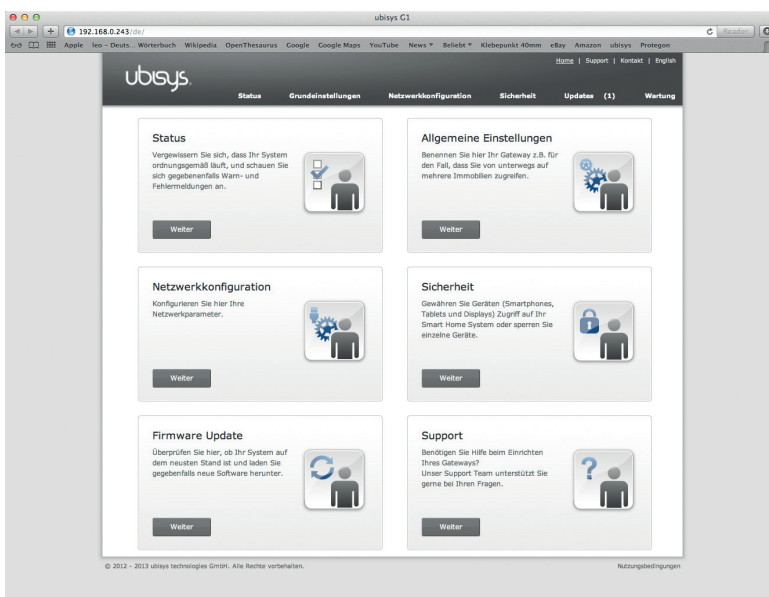 ubisys G1
192.168.0.243/de/
Reader
Apple leo – Deuts... Wörterbuch Wikipedia OpenThesaurus Google Google Maps YouTube News Beliebt Klebepunkt 40mm eBay Amazon ubisys Protegon
Home | Support | Kontakt | English
ubisys.
Status Grundeinstellungen Netzwerkkonfiguration Sicherheit Updates (1) Wartung
Status
Vergewissern Sie sich, dass Ihr System
ordnungsgemäß läuft, und schauen Sie
sich gegebenenfalls Warn- und
Fehlermeldungen an.
Weiter
Allgemeine Einstellungen
Benennen Sie hier Ihr Gateway z.B. für
den Fall, dass Sie von unterwegs auf
mehrere Immobilien zugreifen.
Weiter
Netzwerkkonfiguration
Konfigurieren Sie hier Ihre
Netzwerkparameter.
Weiter
Sicherheit
Gewähren Sie Geräten (Smartphones,
Tablets und Displays) Zugriff auf Ihr
Smart Home System oder sperren Sie
einzelne Geräte.
Weiter
Firmware Update
Überprüfen Sie hier, ob Ihr System auf
dem neusten Stand ist und laden Sie
gegebenfalls neue Software herunter.
Weiter
Support
Benötigen Sie Hilfe beim Einrichten
Ihres Gateways?
Unser Support Team unterstützt Sie
gerne bei Ihren Fragen.
Weiter
© 2012 - 2013 ubisys technologies GmbH. Alle Rechte vorbehalten.
Nutzungsbedingungen